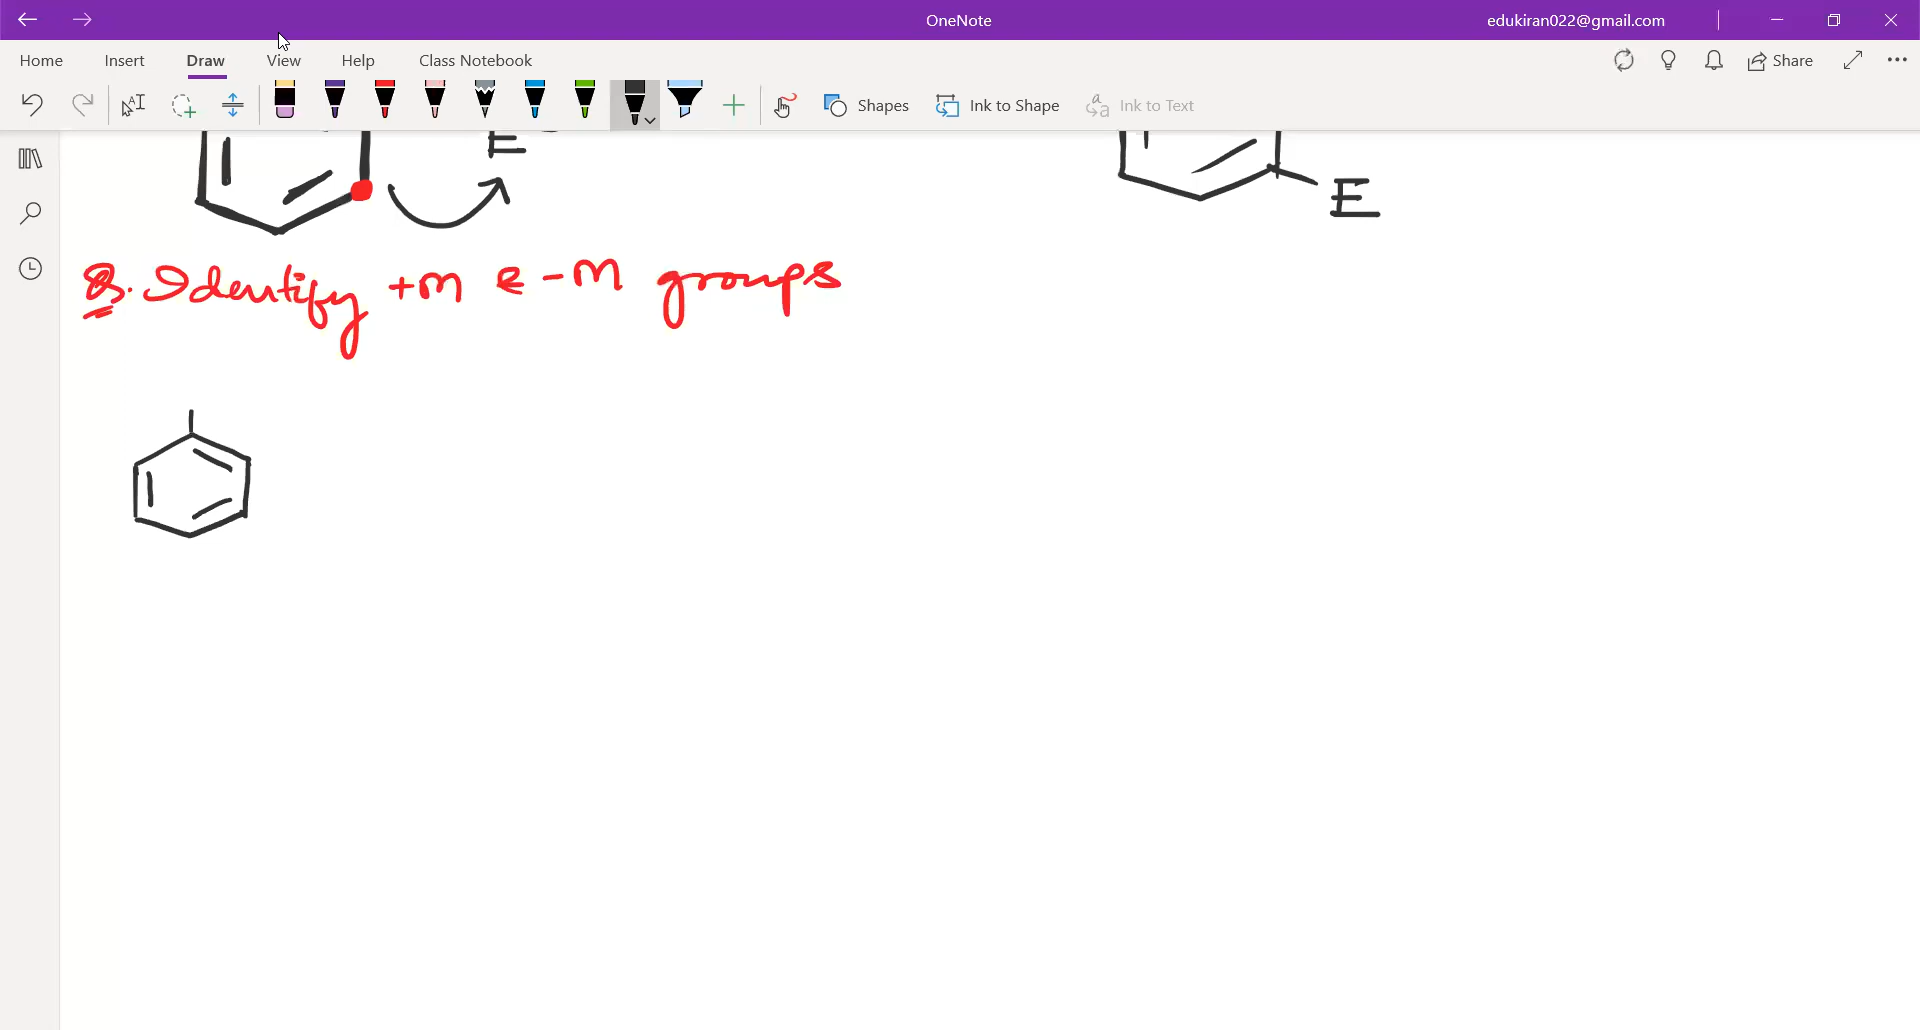 OneNote
edukiran022@gmail.com
Home Insert Draw View Help Class Notebook
Share
Shapes Ink to Shape Ink to Text
E
E
Q. Identify +m & -M groups